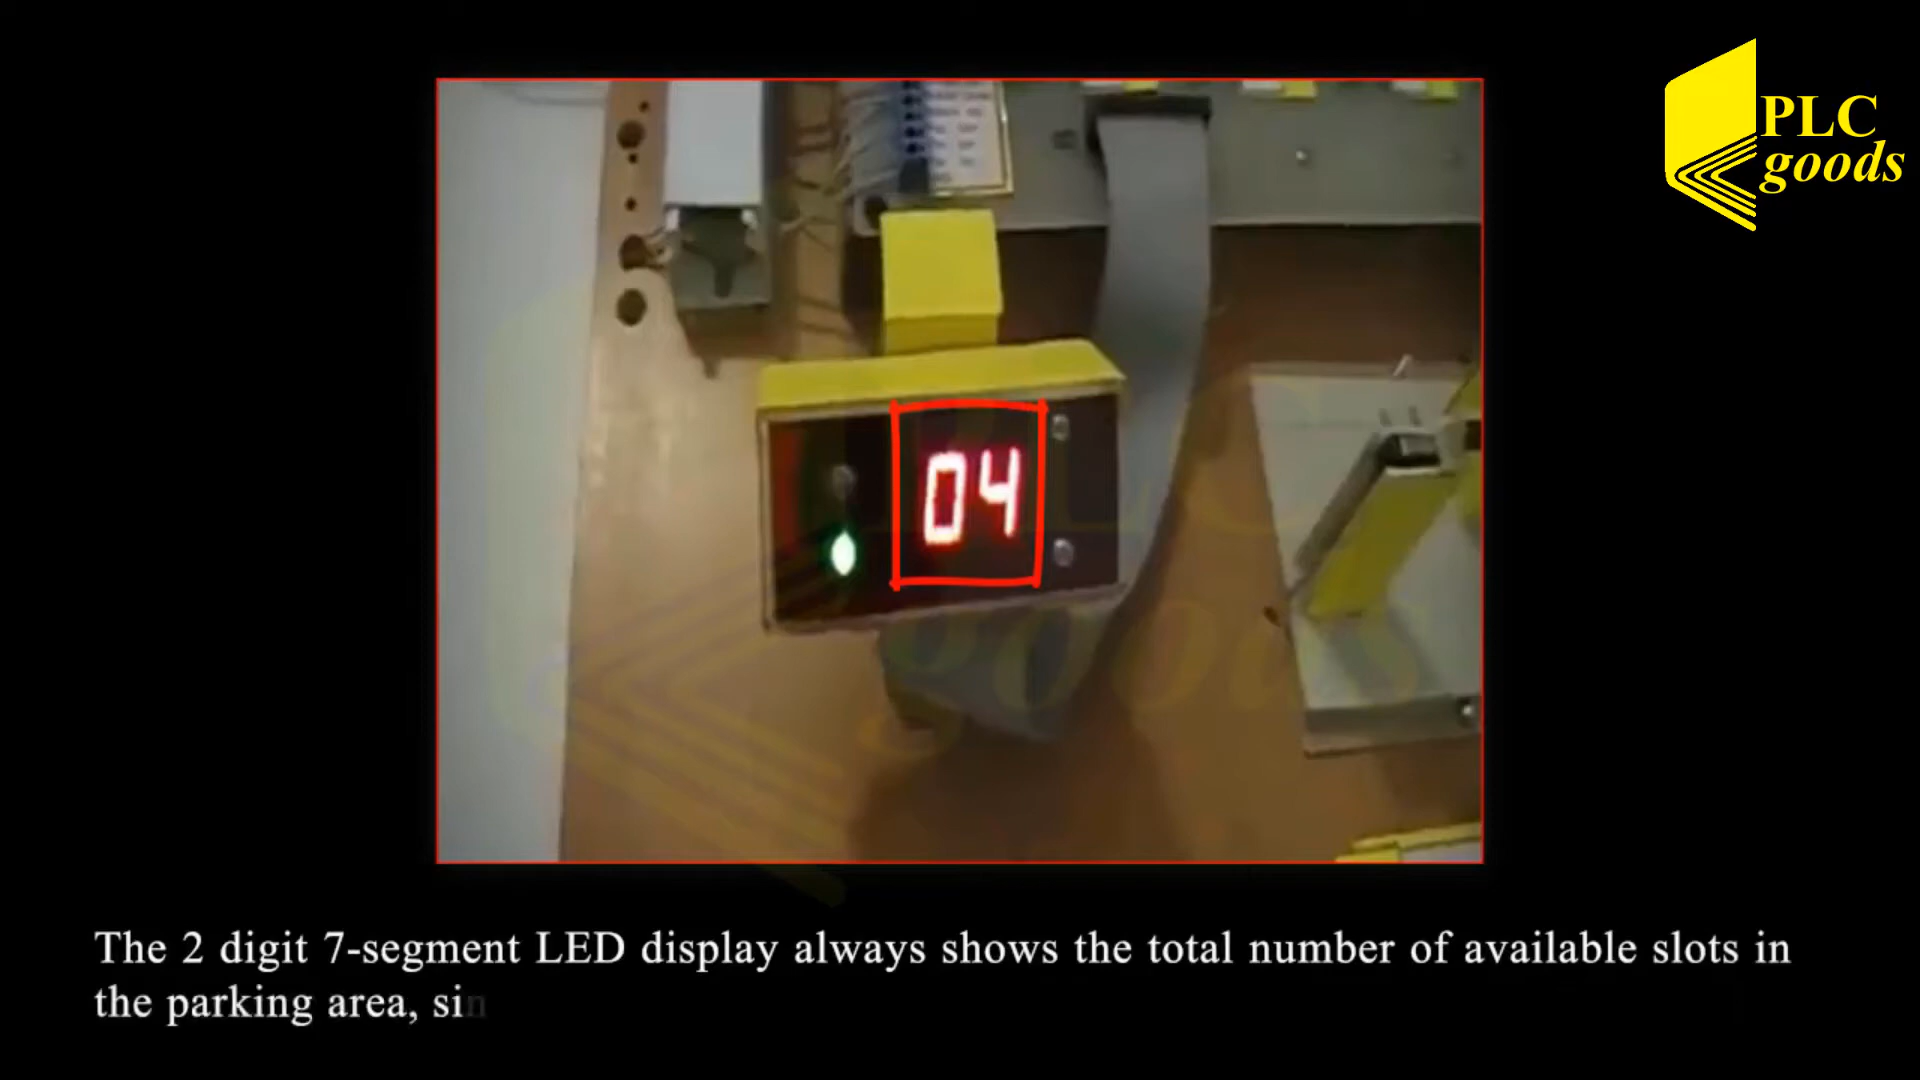 PLC
goods
04
The 2 digit 7-segment LED display always shows the total number of available slots in
the parking area, sin